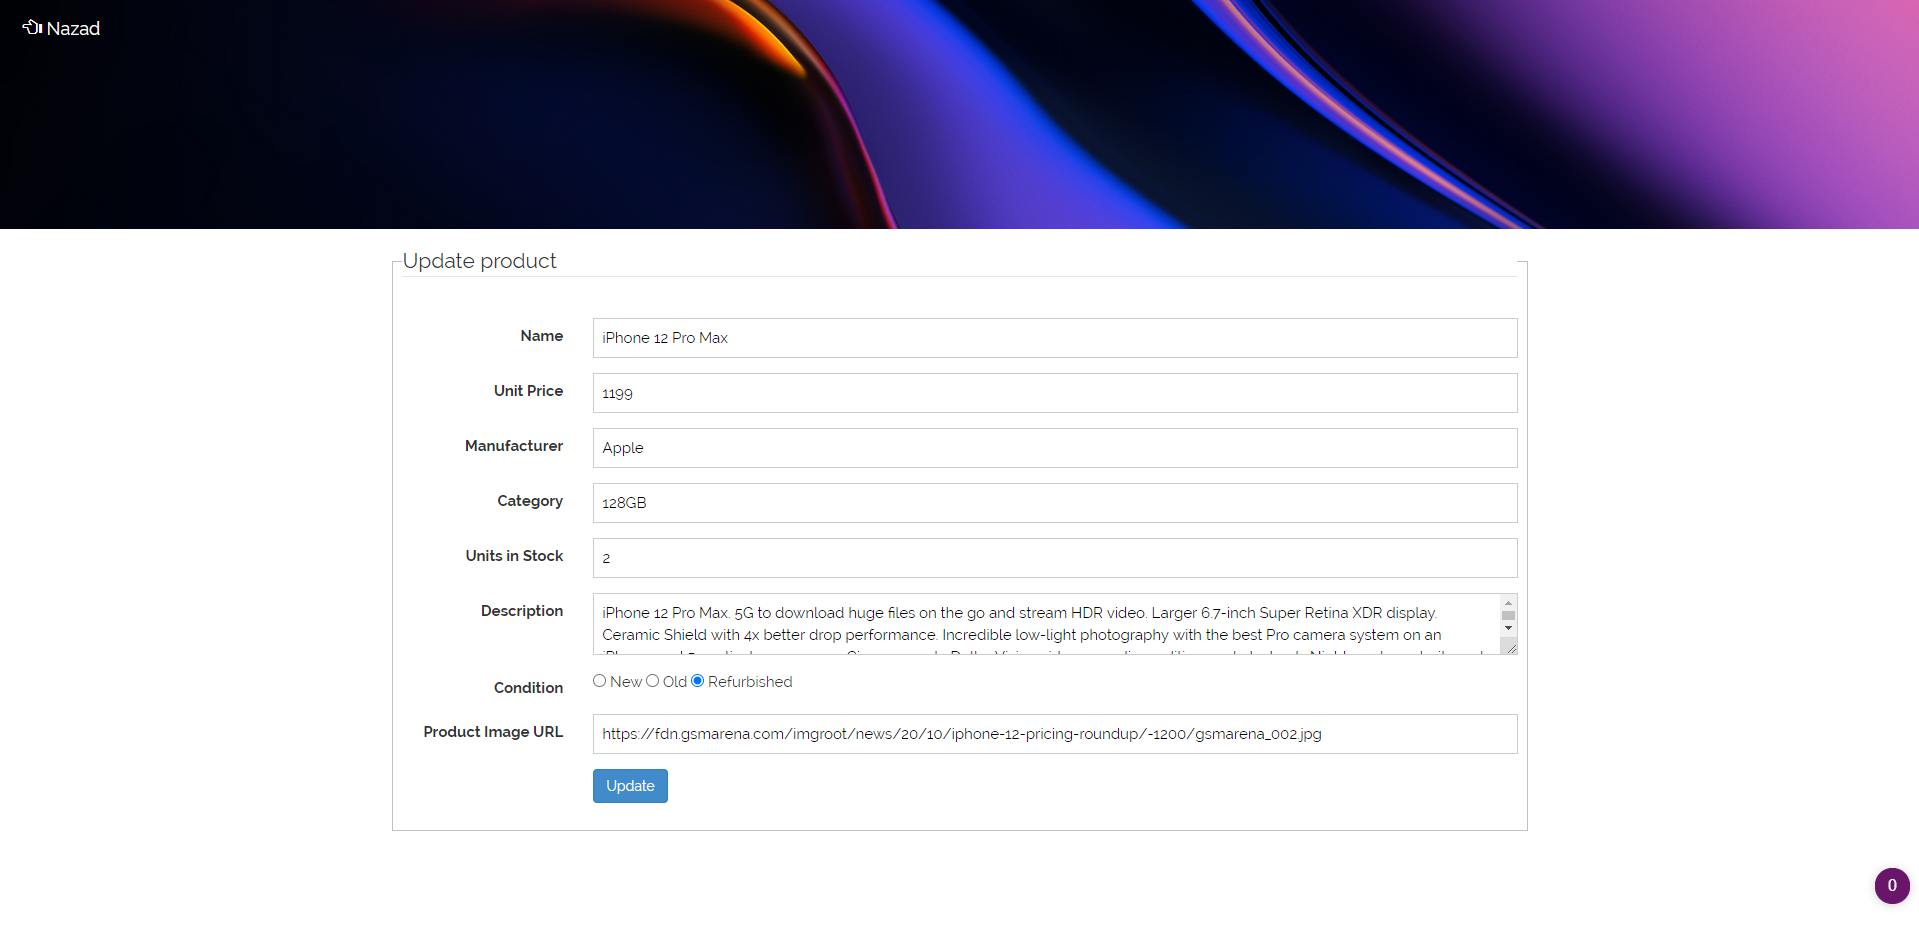 Nazad
Update product
Name
iPhone 12 Pro Max
Unit Price
1199
Manufacturer
Apple
Category
128GB
Units in Stock
2
Description
iPhone 12 Pro Max. 5G to download huge files on the go and stream HDR video. Larger 6.7-inch Super Retina XDR display.
Ceramic Shield with 4x better drop performance. Incredible low-light photography with the best Pro camera system on an
Condition
New Old Refurbished
Product Image URL
https://fdn.gsmarena.com/imgroot/news/20/10/iphone-12-pricing-roundup/-1200/gsmarena_002.jpg
Update
0